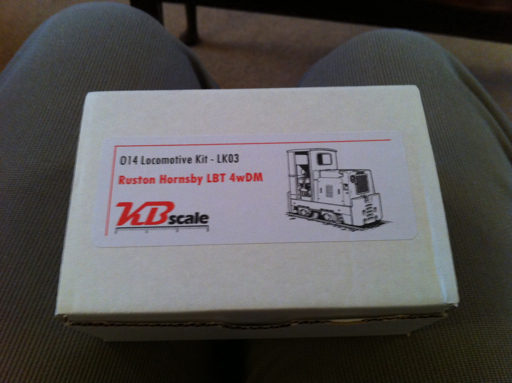 O14 Locomotive Kit - LK03
Ruston Hornsby LBT 4wDM
KBscale